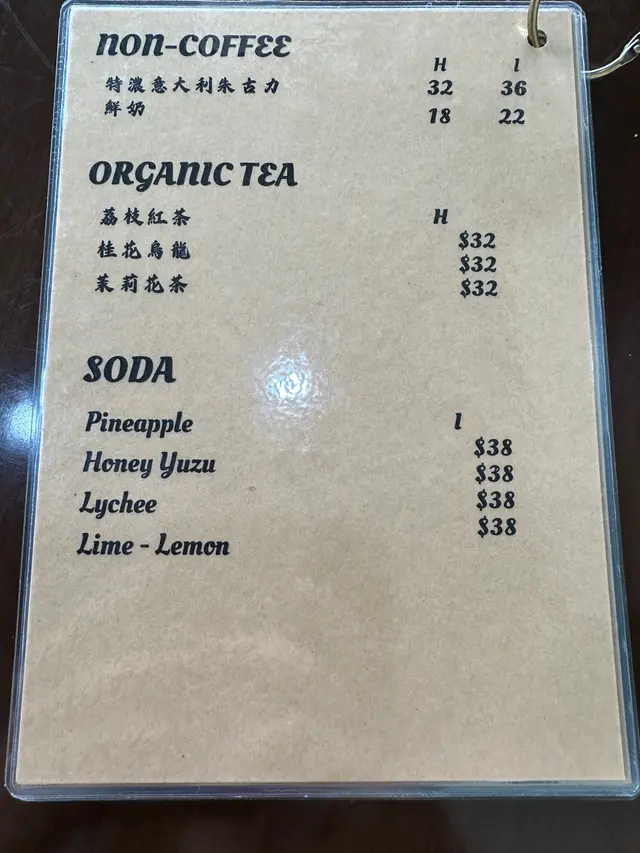 NON-COFFEE
H I
特濃意大利朱古力 32 36
鮮奶 18 22
ORGANIC TEA
荔枝紅茶 H
$32
桂花烏龍 $32
茉莉花茶 $32
SODA
Pineapple I
$38
Honey Yuzu $38
Lychee $38
$38
Lime - Lemon